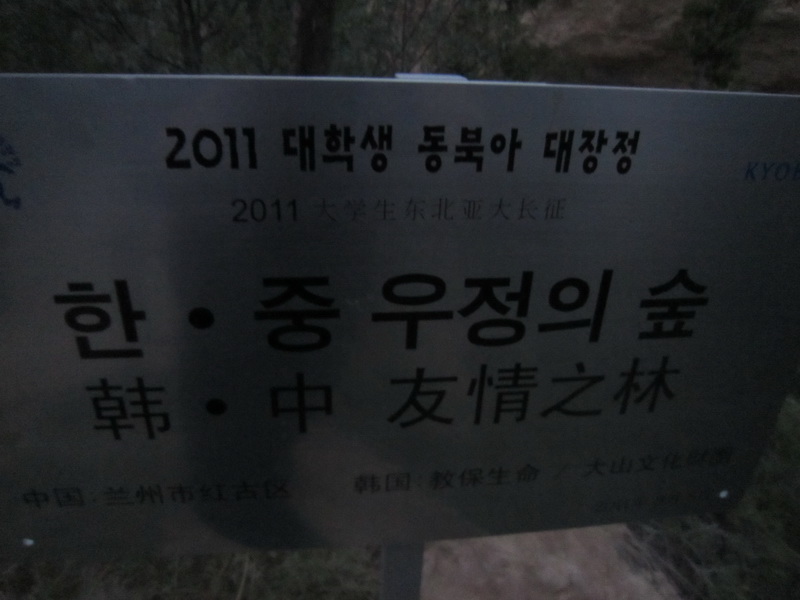 KYOB
2011 대학생 동북아 대장정
2011 大学生东北亚大长征
한·중 우정의 숲
韩·中 友情之林
中国:兰州市红古区 韩国:教保生命 / 大山文化财团